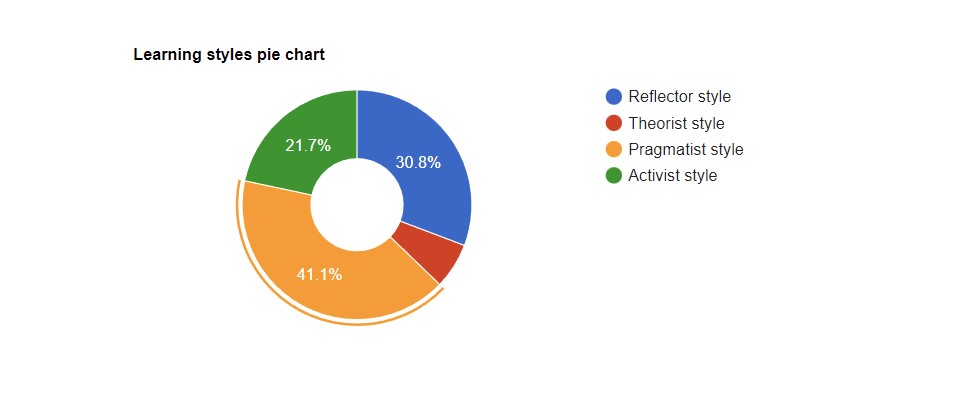 Learning styles pie chart
Reflector style
Theorist style
Pragmatist style
Activist style
21.7%
30.8%
41.1%